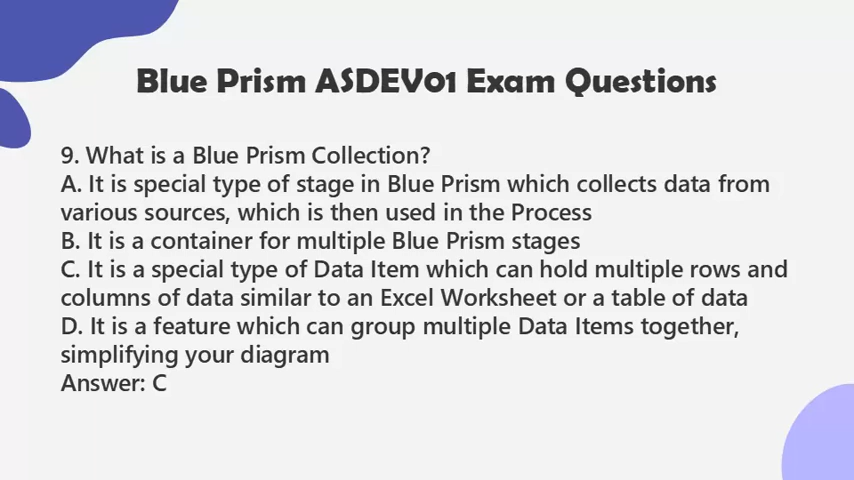 Blue Prism ASDEV01 Exam Questions
9. What is a Blue Prism Collection?
A. It is special type of stage in Blue Prism which collects data from
various sources, which is then used in the Process
B. It is a container for multiple Blue Prism stages
C. It is a special type of Data Item which can hold multiple rows and
columns of data similar to an Excel Worksheet or a table of data
D. It is a feature which can group multiple Data Items together,
simplifying your diagram
Answer: C